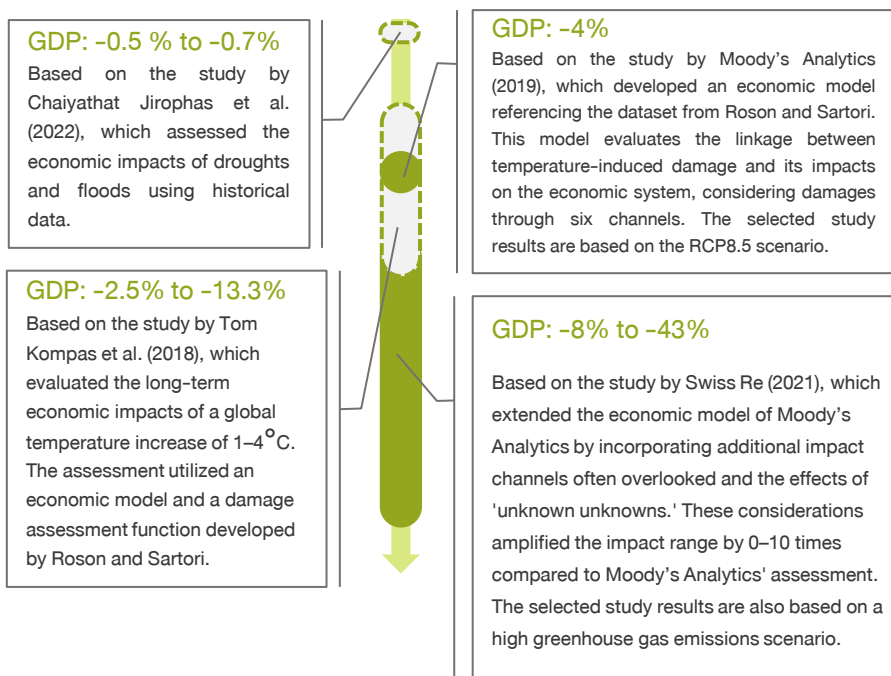 GDP: -0.5 % to -0.7%
Based on the study by
Chaiyathat Jirophas et al.
(2022), which assessed the
economic impacts of droughts
and floods using historical
data.
GDP: -4%
Based on the study by Moody's Analytics
(2019), which developed an economic model
referencing the dataset from Roson and Sartori.
This model evaluates the linkage between
temperature-induced damage and its impacts
on the economic system, considering damages
through six channels. The selected study
results are based on the RCP8.5 scenario.
GDP: -2.5% to -13.3%
Based on the study by Tom
Kompas et al. (2018), which
evaluated the long-term
economic impacts of a global
temperature increase of 1–4°C.
The assessment utilized an
economic model and a damage
assessment function developed
by Roson and Sartori.
GDP: -8% to -43%
Based on the study by Swiss Re (2021), which
extended the economic model of Moody's
Analytics by incorporating additional impact
channels often overlooked and the effects of
'unknown unknowns.' These considerations
amplified the impact range by 0–10 times
compared to Moody's Analytics' assessment.
The selected study results are also based on a
high greenhouse gas emissions scenario.